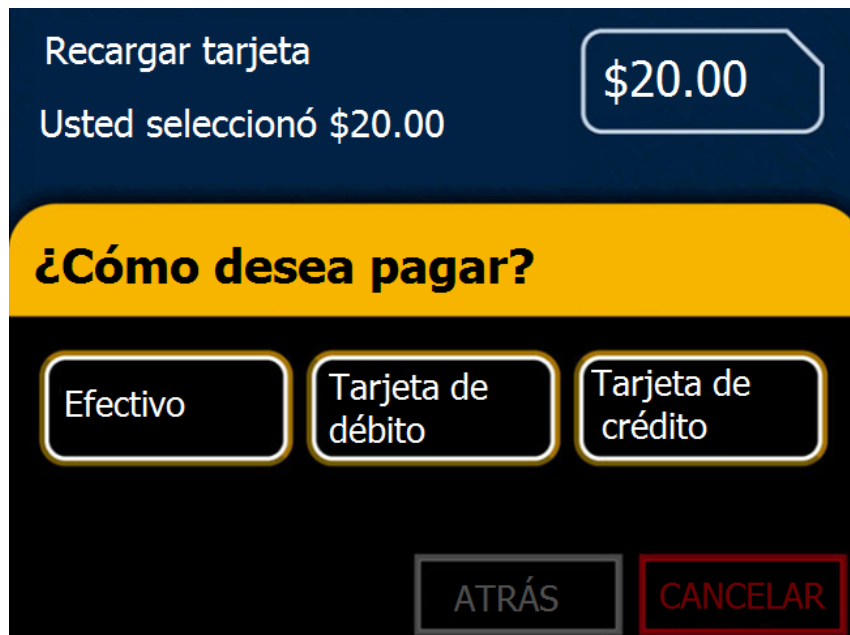 Recargar tarjeta
$20.00
Usted seleccionó $20.00
¿Cómo desea pagar?
Efectivo
Tarjeta de
débito
Tarjeta de
crédito
ATRÁS
CANCELAR